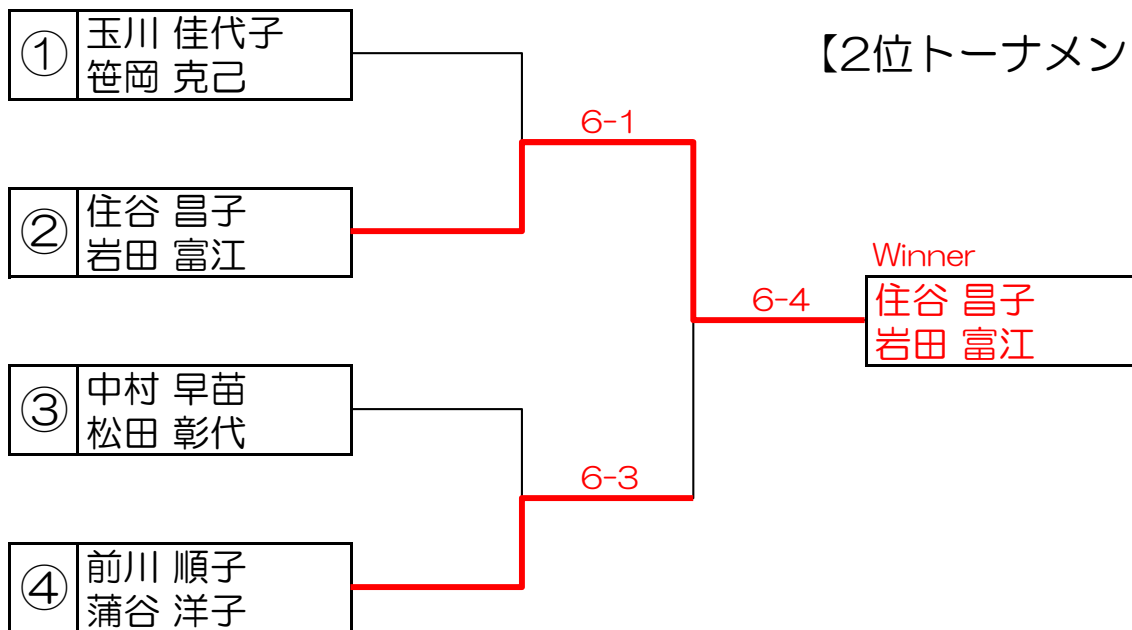 【2位トーナメン
① 玉川 佳代子
笹岡 克己
6-1
② 住谷 昌子
岩田 富江
Winner
6-4
住谷 昌子
岩田 富江
③ 中村 早苗
松田 彰代
6-3
④ 前川 順子
蒲谷 洋子